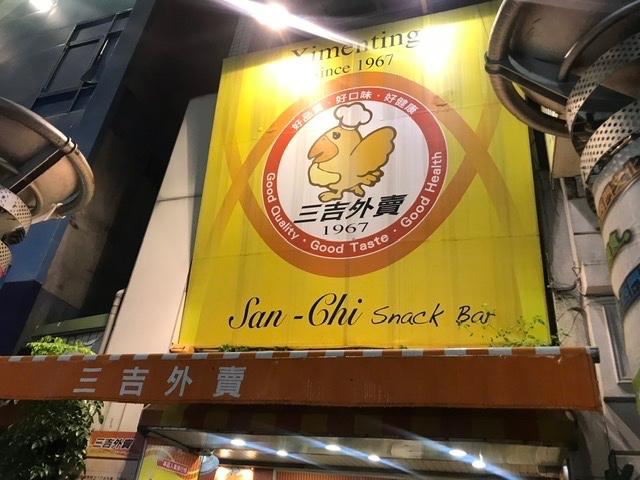 Ximenting
since 1967
好品質·好口味·好健康
三吉外賣
1967
Good Quality · Good Taste · Good Health
San-Chi Snack Bar
三吉外賣
三吉外賣